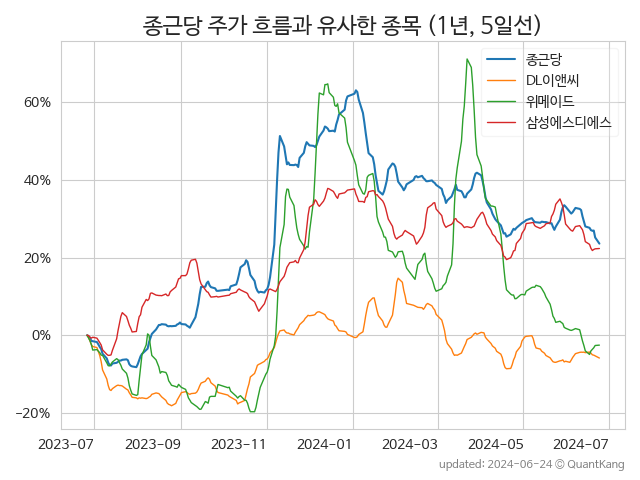 종근당 주가 흐름과 유사한 종목 (1년, 5일선)
종근당
DL이앤씨
위메이드
삼성에스디에스
60%
40%
20%
0%
−20%
2023-07
2023-09
2023-11
2024-01
2024-03
2024-05
2024-07
updated: 2024-06-24 © QuantKang